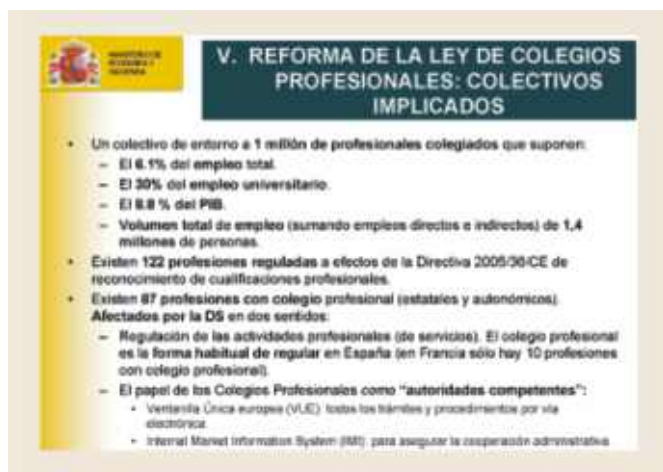 MINISTERIO DE
ECONOMÍA Y
HACIENDA
V. REFORMA DE LA LEY DE COLEGIOS
PROFESIONALES: COLECTIVOS
IMPLICADOS
• Un colectivo de entorno a 1 millón de profesionales colegiados que suponen:
– El 6.1% del empleo total.
– El 30% del empleo universitario.
– El 8.8 % del PIB.
– Volumen total de empleo (sumando empleos directos e indirectos) de 1,4
millones de personas.
• Existen 122 profesiones reguladas a efectos de la Directiva 2005/36/CE de
reconocimiento de cualificaciones profesionales.
• Existen 87 profesiones con colegio profesional (estatales y autonómicos).
Afectados por la DS en dos sentidos:
– Regulación de las actividades profesionales (de servicios). El colegio profesional
es la forma habitual de regular en España (en Francia sólo hay 10 profesiones
con colegio profesional).
– El papel de los Colegios Profesionales como “autoridades competentes”:
• Ventanilla Única europea (VUE): todos los trámites y procedimientos por vía
electrónica.
• Internal Market Information System (IMI): para asegurar la cooperación administrativa